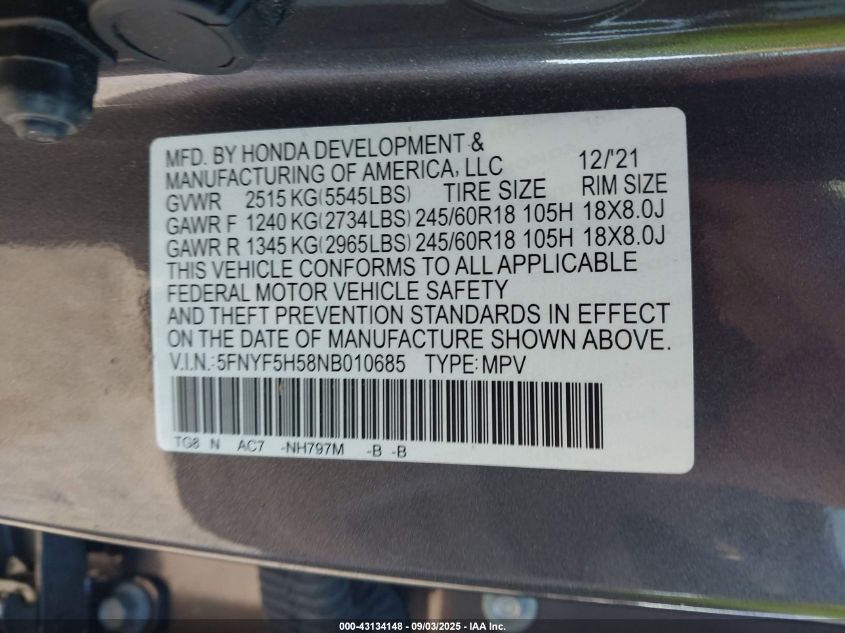 MFD. BY HONDA DEVELOPMENT &
MANUFACTURING OF AMERICA, LLC 12/'21
GVWR 2515 KG(5545LBS) TIRE SIZE RIM SIZE
GAWR F 1240 KG(2734LBS) 245/60R18 105H 18X8.0J
GAWR R 1345 KG(2965LBS) 245/60R18 105H 18X8.0J
THIS VEHICLE CONFORMS TO ALL APPLICABLE
FEDERAL MOTOR VEHICLE SAFETY
AND THEFT PREVENTION STANDARDS IN EFFECT
ON THE DATE OF MANUFACTURE SHOWN ABOVE.
V.I.N.:5FNYF5H58NB010685 TYPE:MPV
TG8 N AC7 -NH797M -B -B
000-43134148 - 09/03/2025 - IAA Inc.